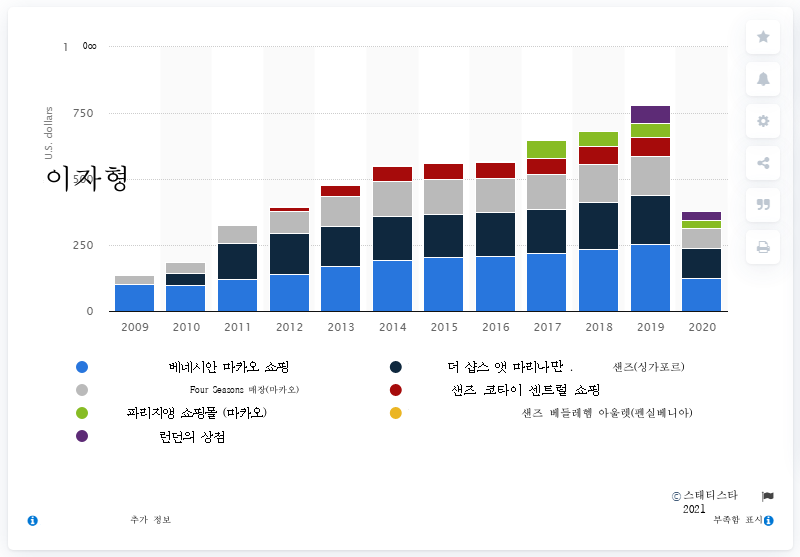 1 0∞
750
500
250
0
U.S. dollars
이자형
2009 2010 2011 2012 2013 2014 2015 2016 2017 2018 2019 2020
베네시안 마카오 쇼핑 더 샵스 앳 마리나만 . 샌즈(싱가포르)
Four Seasons 매장(마카오) 샌즈 코타이 센트럴 쇼핑
파리지앵 쇼핑몰 (마카오) 샌즈 베들레헴 아울렛(펜실베니아)
런던의 상점
© 스태티스타
2021
추가 정보 부족함 표시